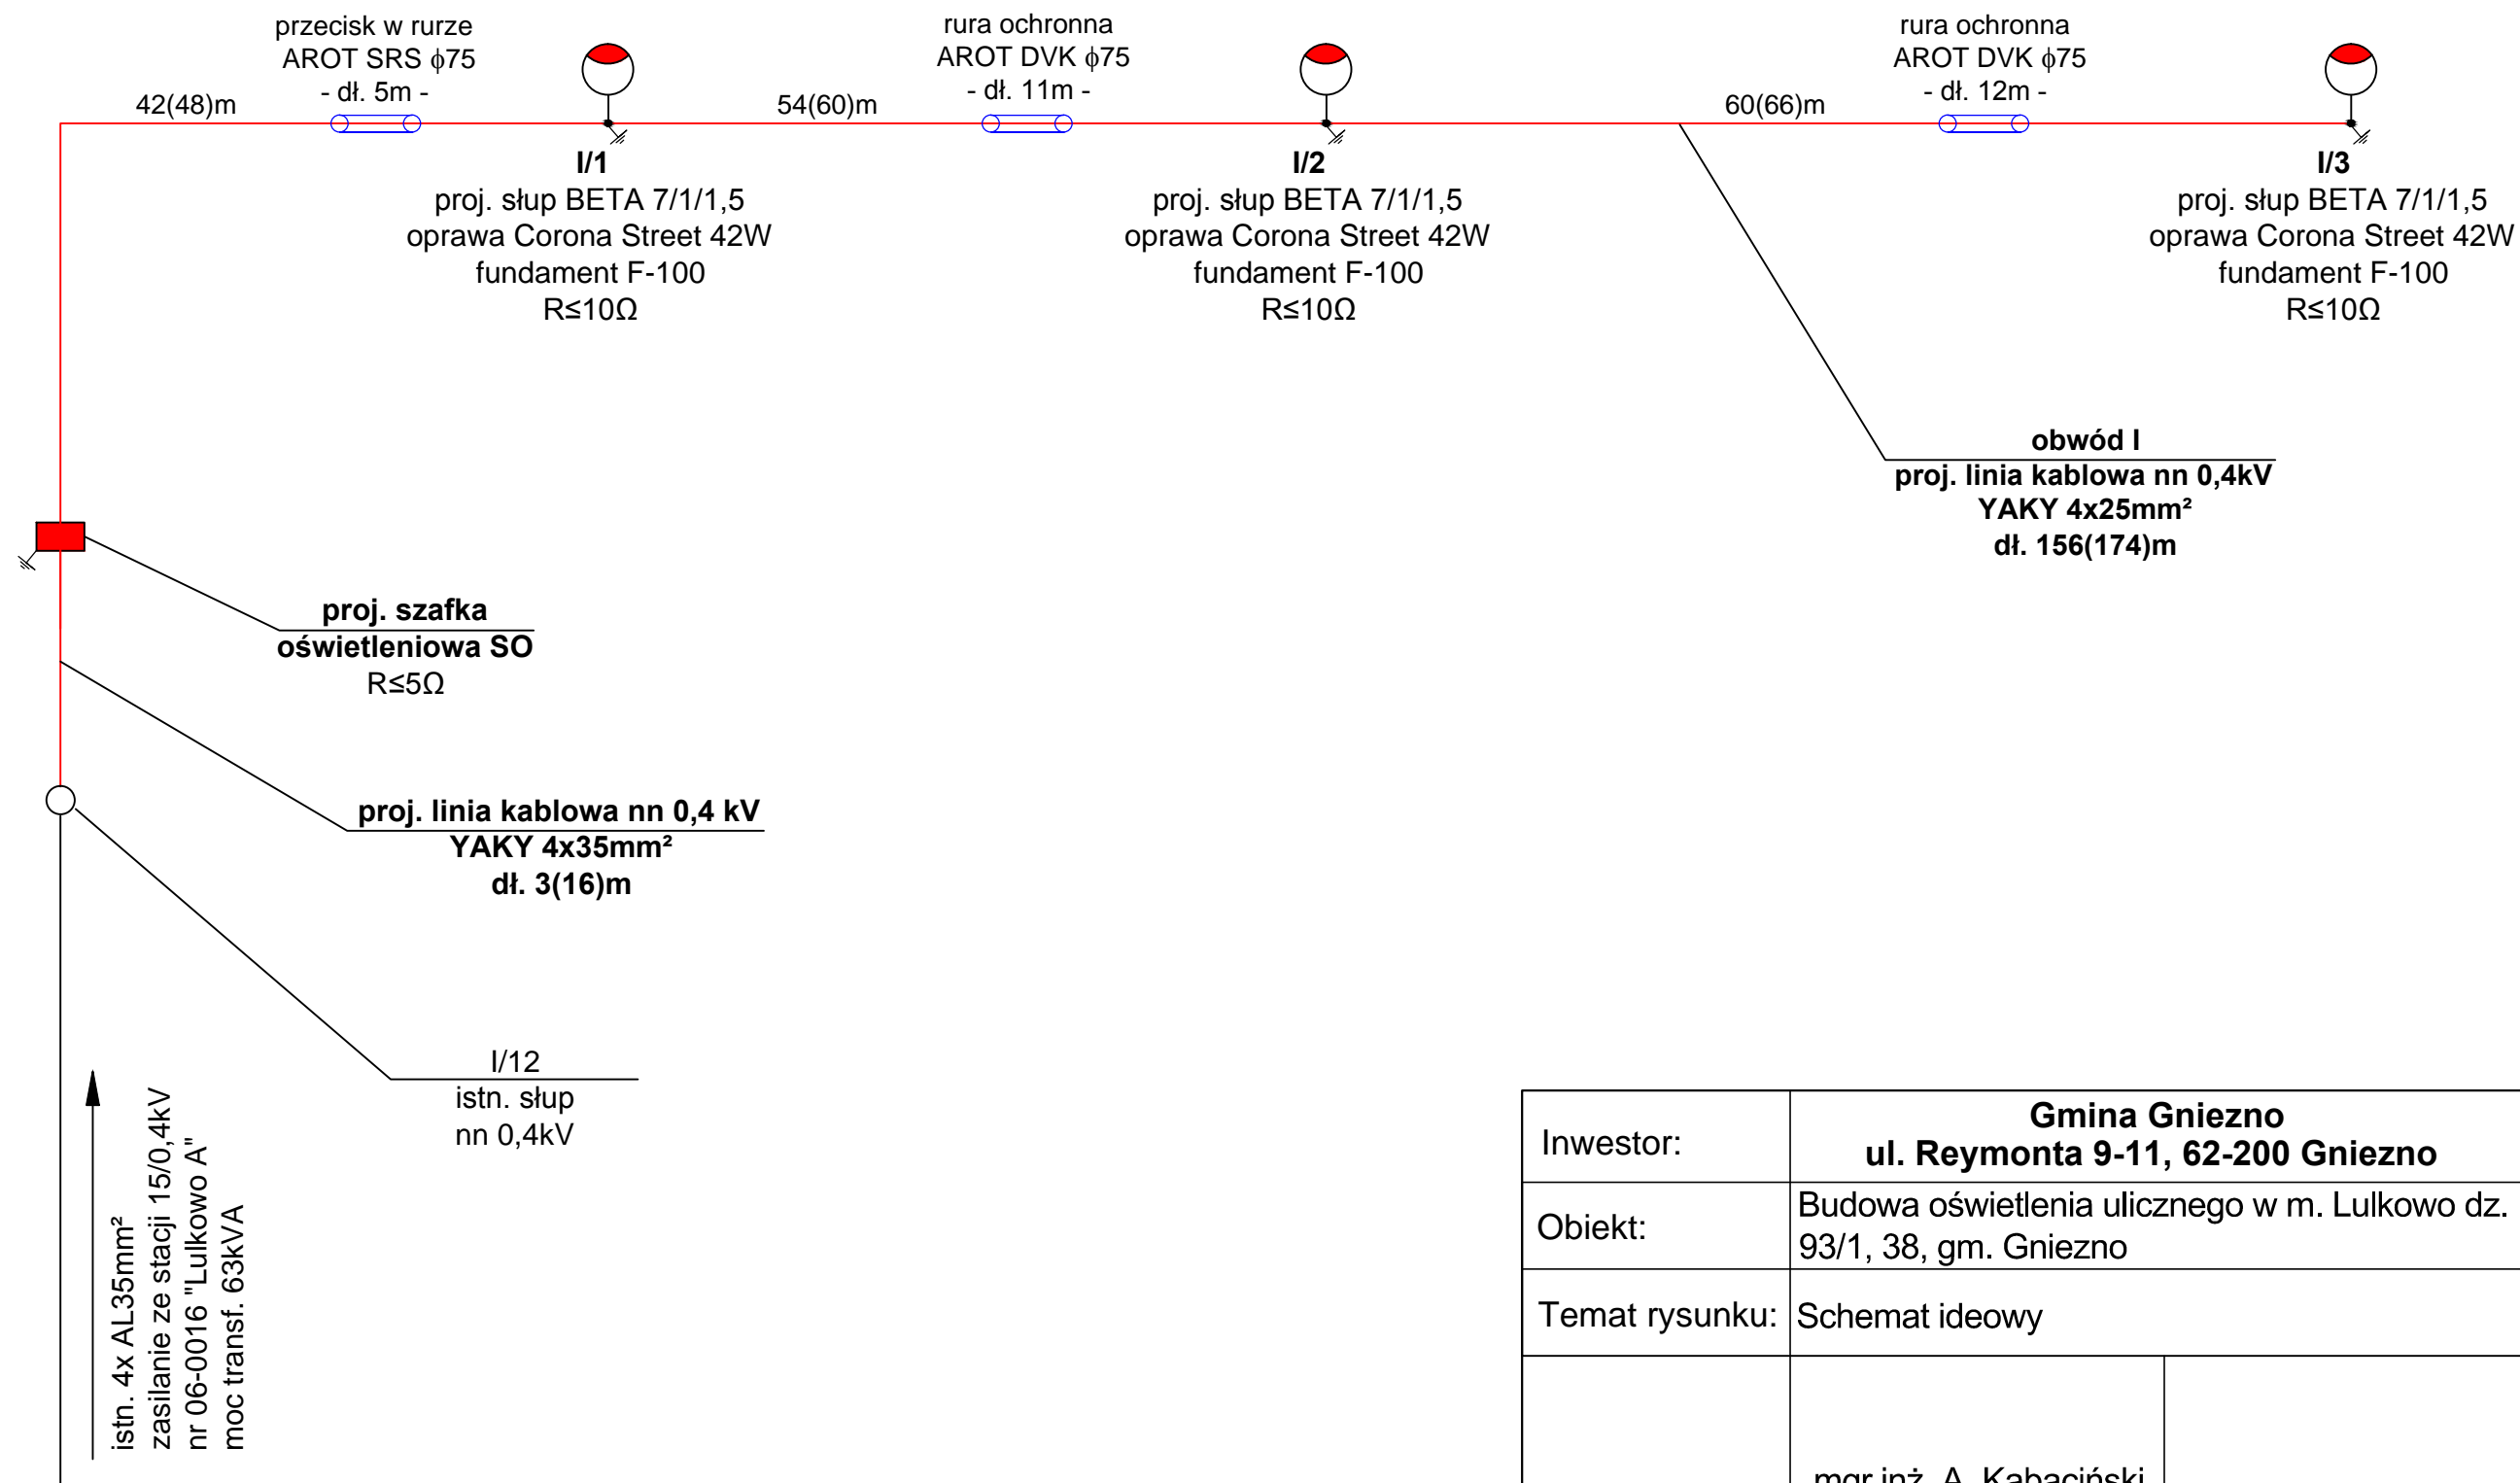 przecisk w rurze
AROT SRS ϕ75
- dł. 5m -
42(48)m
rura ochronna
AROT DVK ϕ75
- dł. 11m -
54(60)m
rura ochronna
AROT DVK ϕ75
- dł. 12m -
60(66)m
I/1
proj. słup BETA 7/1/1,5
oprawa Corona Street 42W
fundament F-100
R≤10Ω
I/2
proj. słup BETA 7/1/1,5
oprawa Corona Street 42W
fundament F-100
R≤10Ω
I/3
proj. słup BETA 7/1/1,5
oprawa Corona Street 42W
fundament F-100
R≤10Ω
obwód I
proj. linia kablowa nn 0,4kV
YAKY 4x25mm²
dł. 156(174)m
proj. szafka
oświetleniowa SO
R≤5Ω
proj. linia kablowa nn 0,4 kV
YAKY 4x35mm²
dł. 3(16)m
I/12
istn. słup
nn 0,4kV
istn. 4x AL35mm²
zasilanie ze stacji 15/0,4kV
nr 06-0016 "Lulkowo A"
moc transf. 63kVA
Inwestor:
Gmina Gniezno
ul. Reymonta 9-11, 62-200 Gniezno
Obiekt:
Budowa oświetlenia ulicznego w m. Lulkowo dz.
93/1, 38, gm. Gniezno
Temat rysunku:
Schemat ideowy
mgr inż. A. Kabaciński